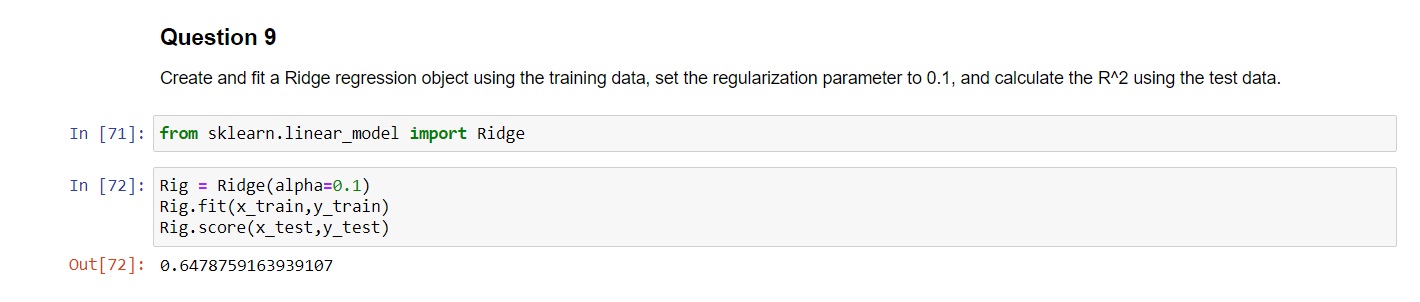 Question 9
Create and fit a Ridge regression object using the training data, set the regularization parameter to 0.1, and calculate the R^2 using the test data.
In [71]: from sklearn.linear_model import Ridge
In [72]: Rig = Ridge(alpha=0.1)
Rig.fit(x_train,y_train)
Rig.score(x_test,y_test)
Out[72]: 0.6478759163939107